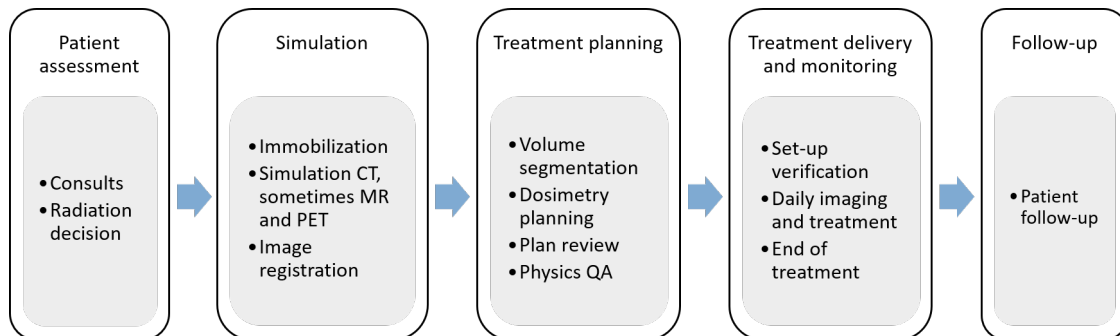 Patient
assessment
• Consults
• Radiation
decision
Simulation
• Immobilization
• Simulation CT,
sometimes MR
and PET
• Image
registration
Treatment planning
• Volume
segmentation
• Dosimetry
planning
• Plan review
• Physics QA
Treatment delivery
and monitoring
• Set-up
verification
• Daily imaging
and treatment
• End of
treatment
Follow-up
• Patient
follow-up